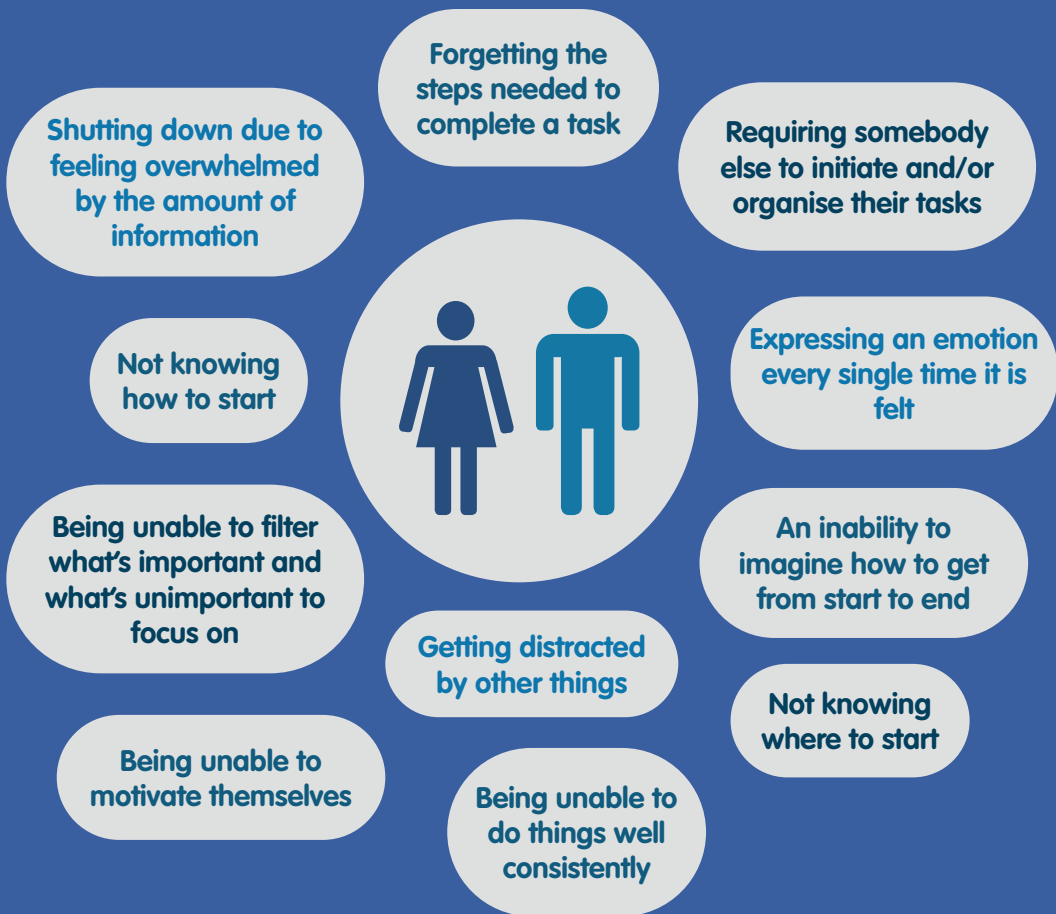 Forgetting the
steps needed to
complete a task
Shutting down due to
feeling overwhelmed
by the amount of
information
Requiring somebody
else to initiate and/or
organise their tasks
Not knowing
how to start
Expressing an emotion
every single time it is
felt
Being unable to filter
what's important and
what's unimportant to
focus on
An inability to
imagine how to get
from start to end
Getting distracted
by other things
Not knowing
where to start
Being unable to
motivate themselves
Being unable to
do things well
consistently